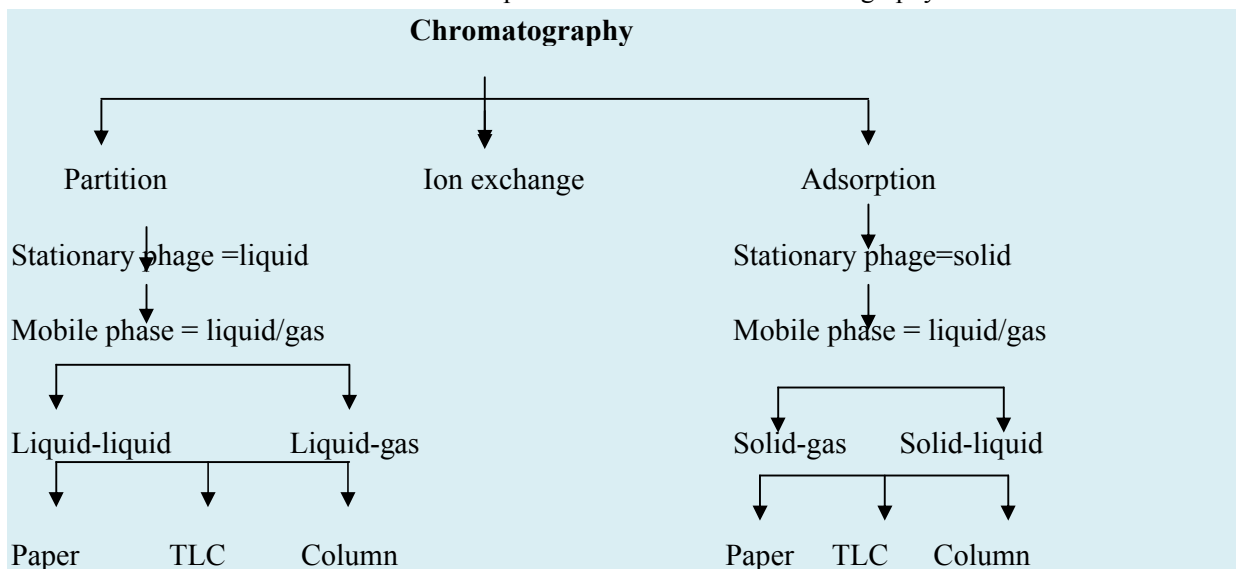 Chromatography
Partition Ion exchange Adsorption
Stationary phage =liquid Stationary phage=solid
Mobile phase = liquid/gas Mobile phase = liquid/gas
Liquid-liquid Liquid-gas Solid-gas Solid-liquid
Paper TLC Column Paper TLC Column